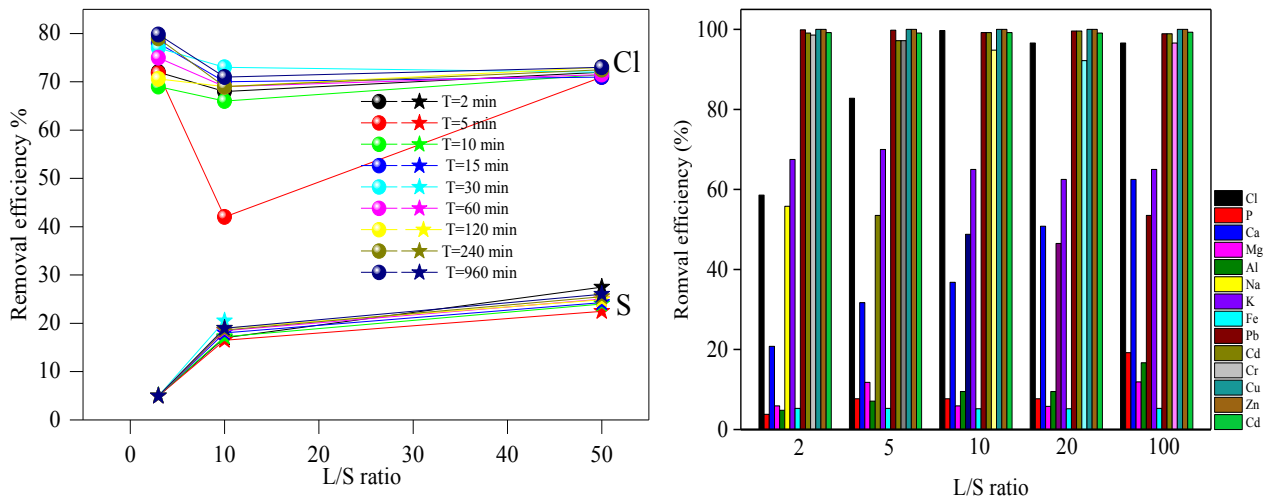 Removal efficiency %
80
70
60
50
40
30
20
10
0
Cl
S
T=2 min
T=5 min
T=10 min
T=15 min
T=30 min
T=60 min
T=120 min
T=240 min
T=960 min
0 10 20 30 40 50
L/S ratio
Romval efficiency (%)
100
80
60
40
20
0
2 5 10 20 100
L/S ratio
Cl
P
Ca
Mg
Al
Na
K
Fe
Pb
Cd
Cr
Cu
Zn
Cd